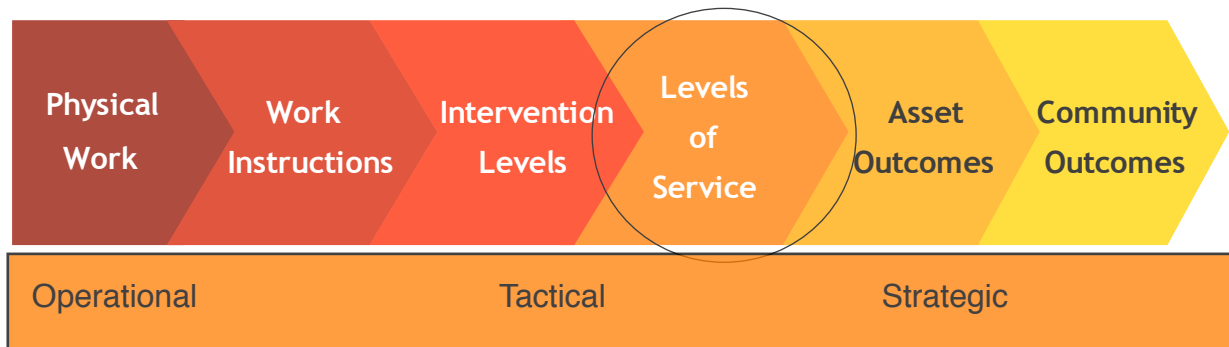 Physical
Work
Work
Instructions
Intervention
Levels
Levels
of
Service
Asset
Outcomes
Community
Outcomes
Operational
Tactical
Strategic